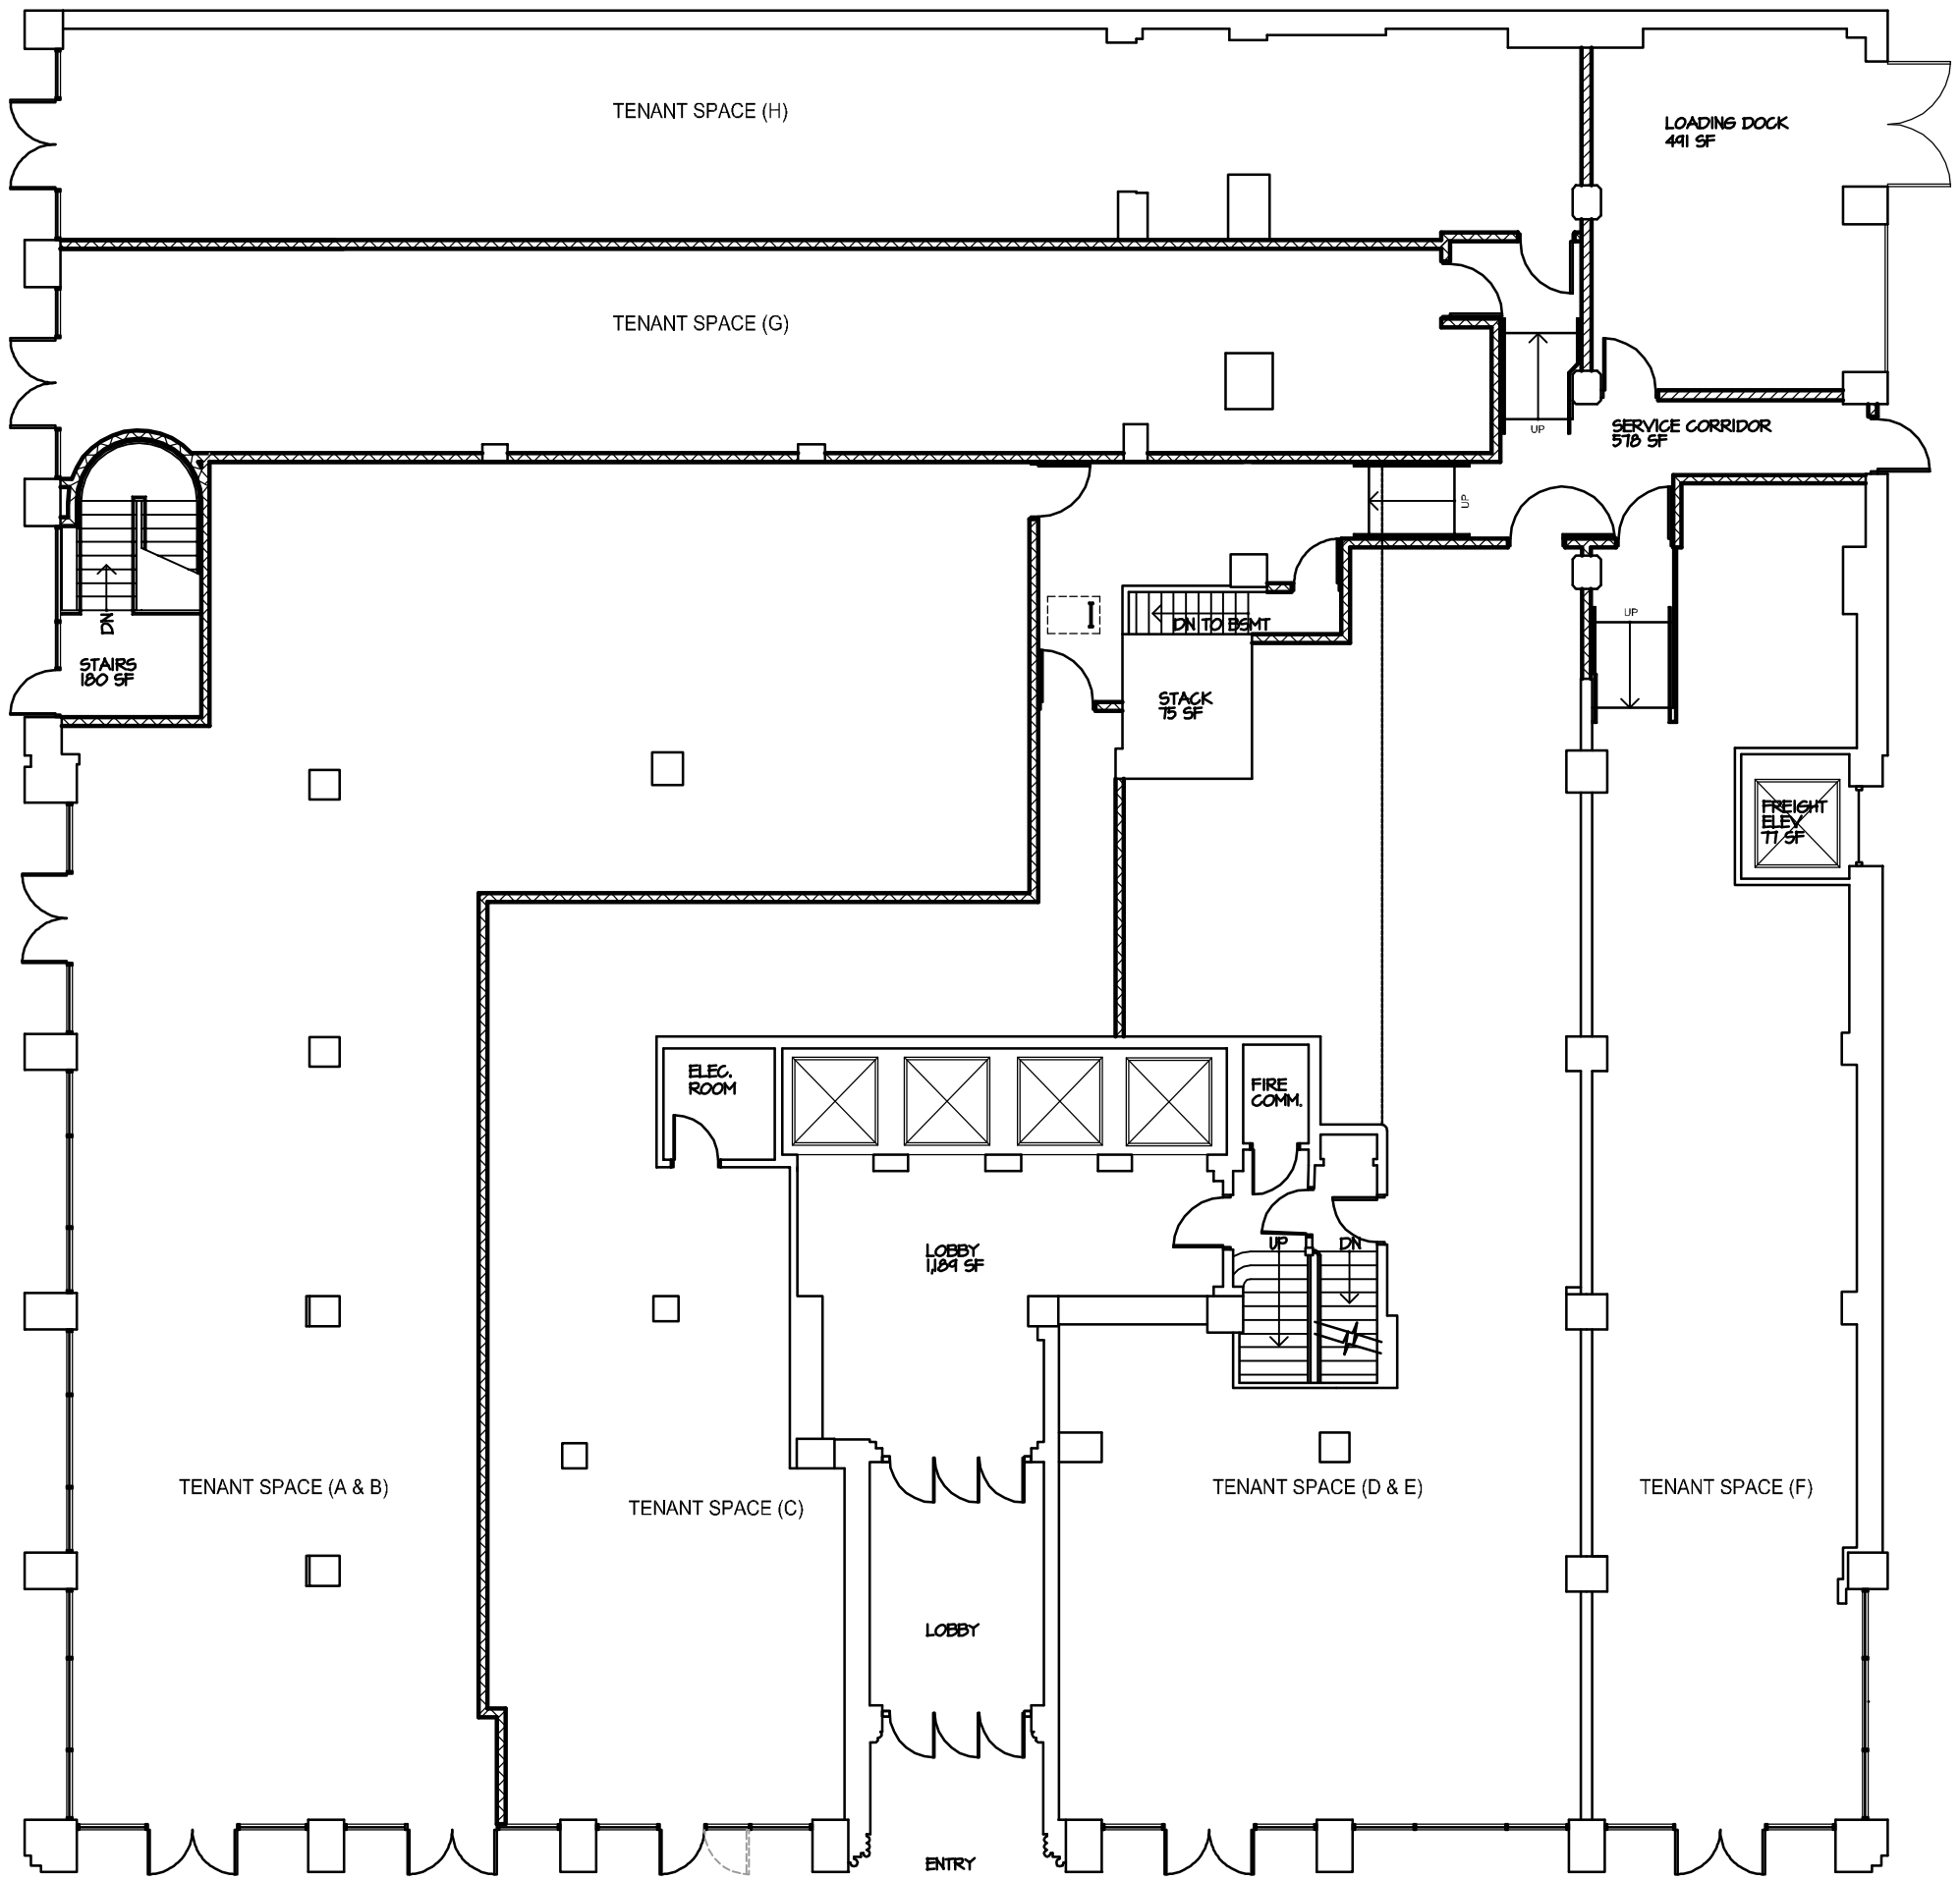 TENANT SPACE (H)
LOADING DOCK
491 SF
TENANT SPACE (G)
UP
SERVICE CORRIDOR
578 SF
UP
DN
DN TO BSMT
UP
STAIRS
180 SF
STACK
75 SF
FREIGHT
ELEV
77 SF
ELEC.
ROOM
FIRE
COMM.
UP
DN
LOBBY
1,189 SF
TENANT SPACE (A & B)
TENANT SPACE (C)
TENANT SPACE (D & E)
TENANT SPACE (F)
LOBBY
ENTRY